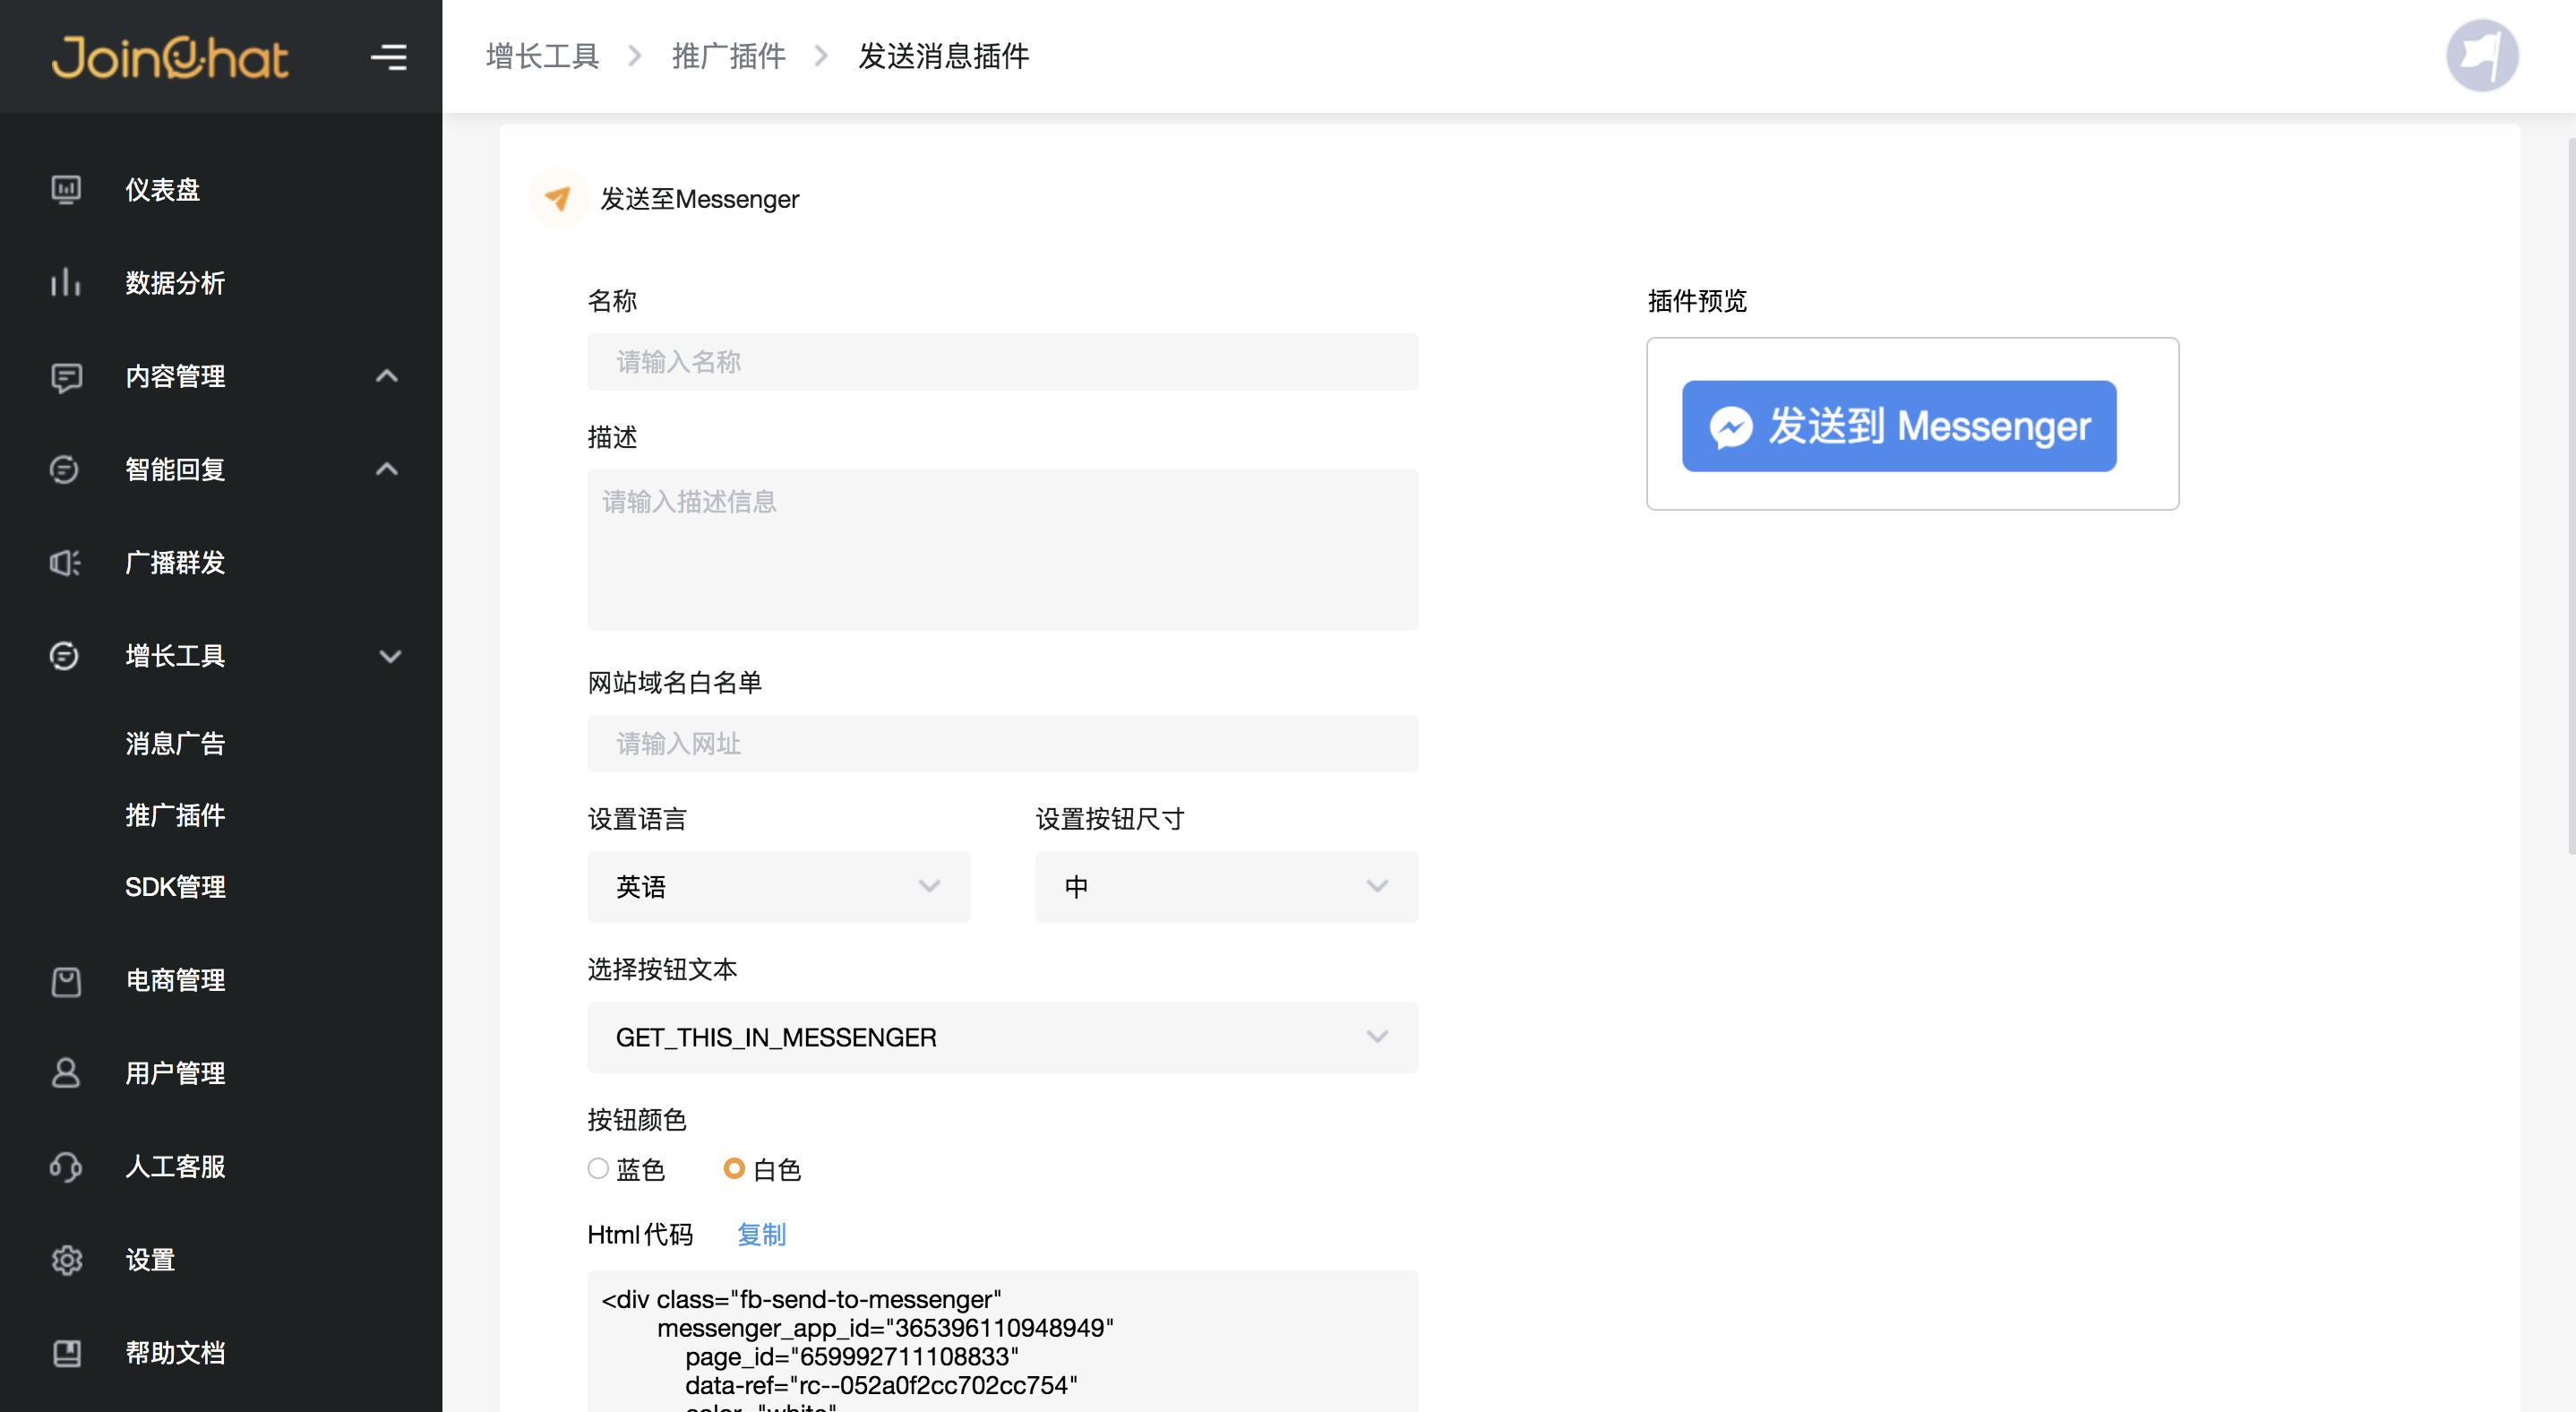 JoinChat
增长工具 > 推广插件 > 发送消息插件
仪表盘
数据分析
内容管理
智能回复
广播群发
增长工具
消息广告
推广插件
SDK管理
电商管理
用户管理
人工客服
设置
帮助文档
发送至Messenger
名称
请输入名称
描述
请输入描述信息
网站域名白名单
请输入网址
设置语言
设置按钮尺寸
英语
中
选择按钮文本
GET_THIS_IN_MESSENGER
按钮颜色
蓝色
白色
Html代码
复制
<div class="fb-send-to-messenger"
messenger_app_id="365396110948949"
page_id="659992711108833"
data-ref="rc--052a0f2cc702cc754"
color="white"
插件预览
发送到 Messenger